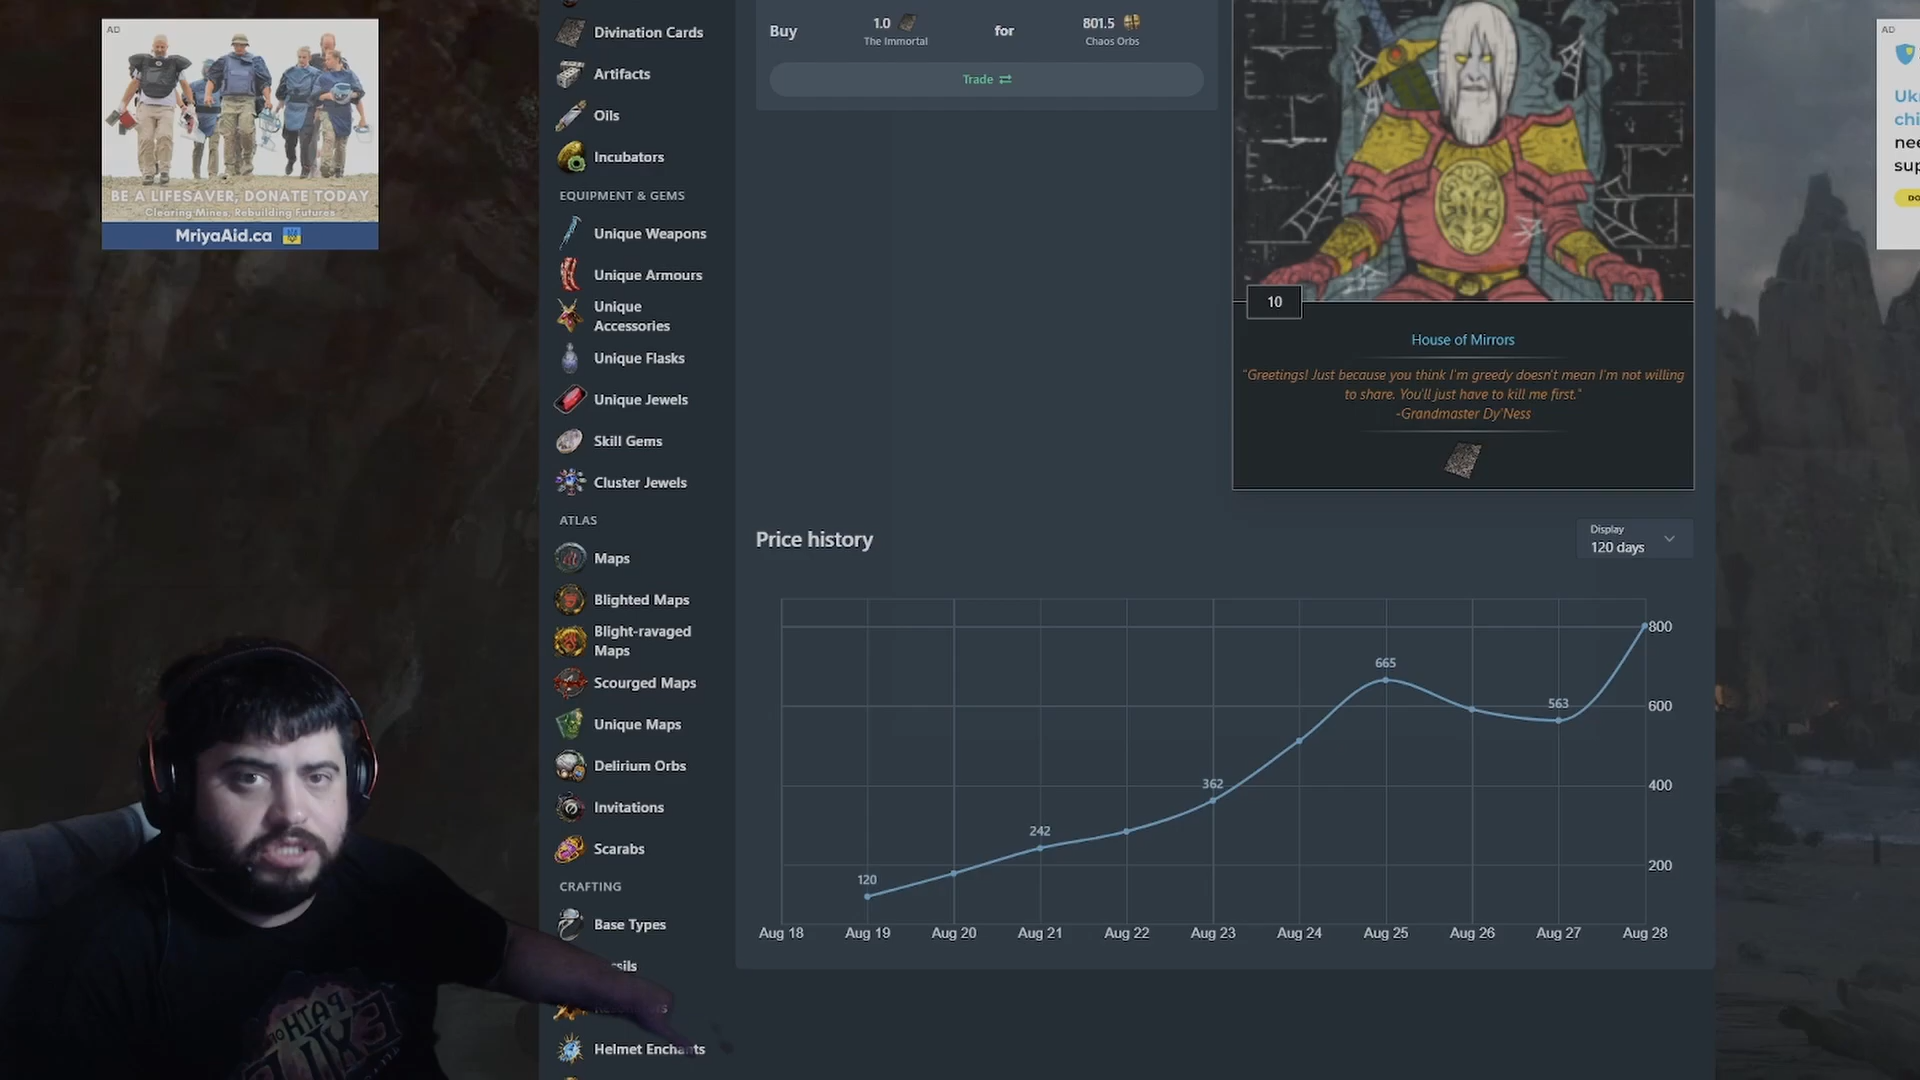 AD
BE A LIFESAVER, DONATE TODAY
Clearing Mines, Rebuilding Futures
MriyaAid.ca
Divination Cards
Artifacts
Oils
Incubators
EQUIPMENT & GEMS
Unique Weapons
Unique Armours
Unique
Accessories
Unique Flasks
Unique Jewels
Skill Gems
Cluster Jewels
ATLAS
Maps
Blighted Maps
Blight-ravaged
Maps
Scourged Maps
Unique Maps
Delirium Orbs
Invitations
Scarabs
CRAFTING
Base Types
Helmet Enchants
Buy
1.0
The Immortal
for
801.5
Chaos Orbs
Trade
10
House of Mirrors
"Greetings! Just because you think I'm greedy doesn't mean I'm not willing
to share. You'll just have to kill me first."
-Grandmaster Dy'Ness
Price history
Display
120 days
800
600
400
200
120
242
362
665
563
Aug 18
Aug 19
Aug 20
Aug 21
Aug 22
Aug 23
Aug 24
Aug 25
Aug 26
Aug 27
Aug 28
AD
PATH OF
EXILE